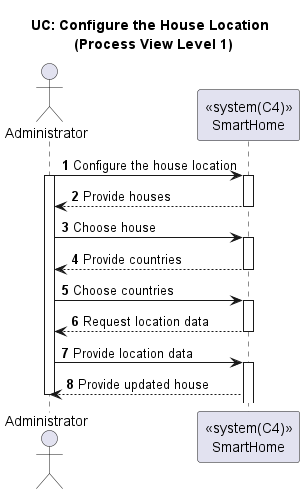 UC: Configure the House Location
(Process View Level 1)
Administrator
«system(C4)»
SmartHome
1 Configure the house location
2 Provide houses
3 Choose house
4 Provide countries
5 Choose countries
6 Request location data
7 Provide location data
8 Provide updated house
Administrator
«system(C4)»
SmartHome